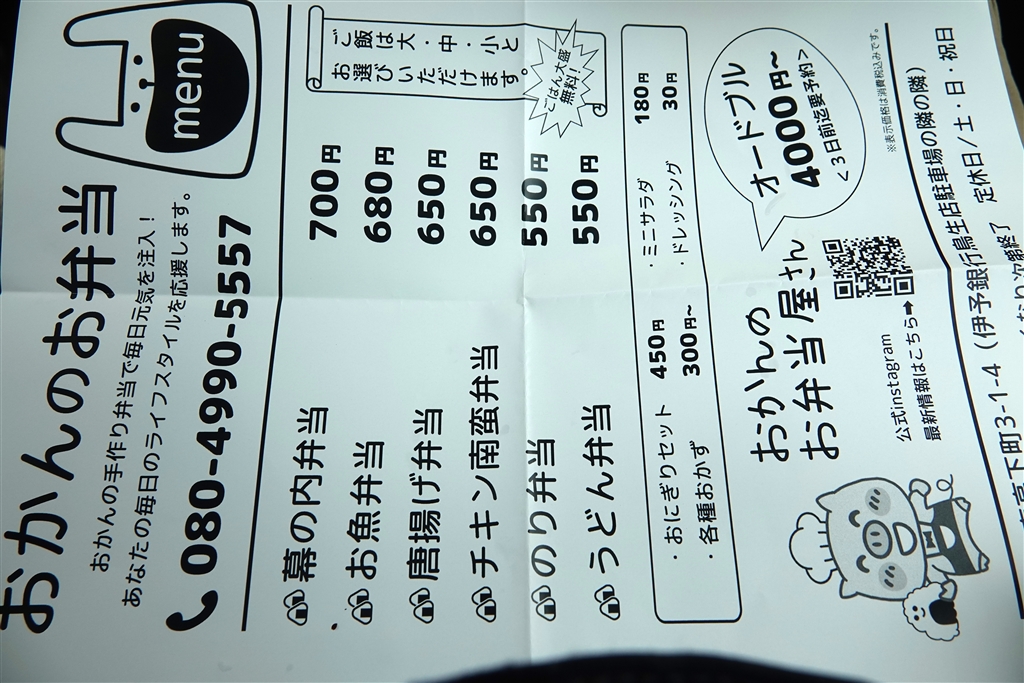 おかんのお弁当
menu
おかんの手作り弁当で毎日元気を注入！
あなたの毎日のライフスタイルを応援します。
080-4990-5557
ご飯は大・中・小と
お選びいただけます。
ごはん大盛
無料！
幕の内弁当 700円
お魚弁当 680円
唐揚げ弁当 650円
チキン南蛮弁当 650円
のり弁当 550円
うどん弁当 550円
・おにぎりセット 450円 ・ミニサラダ 180円
・各種おかず 300円~ ・ドレッシング 30円
オードブル
4000円~
<3日前迄要予約>
おかんの
お弁当屋さん
公式instagram
最新情報はこちら➡
※表示価格は消費税込みです。
高下町3-1-4（伊予銀行鳥生店駐車場の隣の隣）
定休日/土・日・祝日